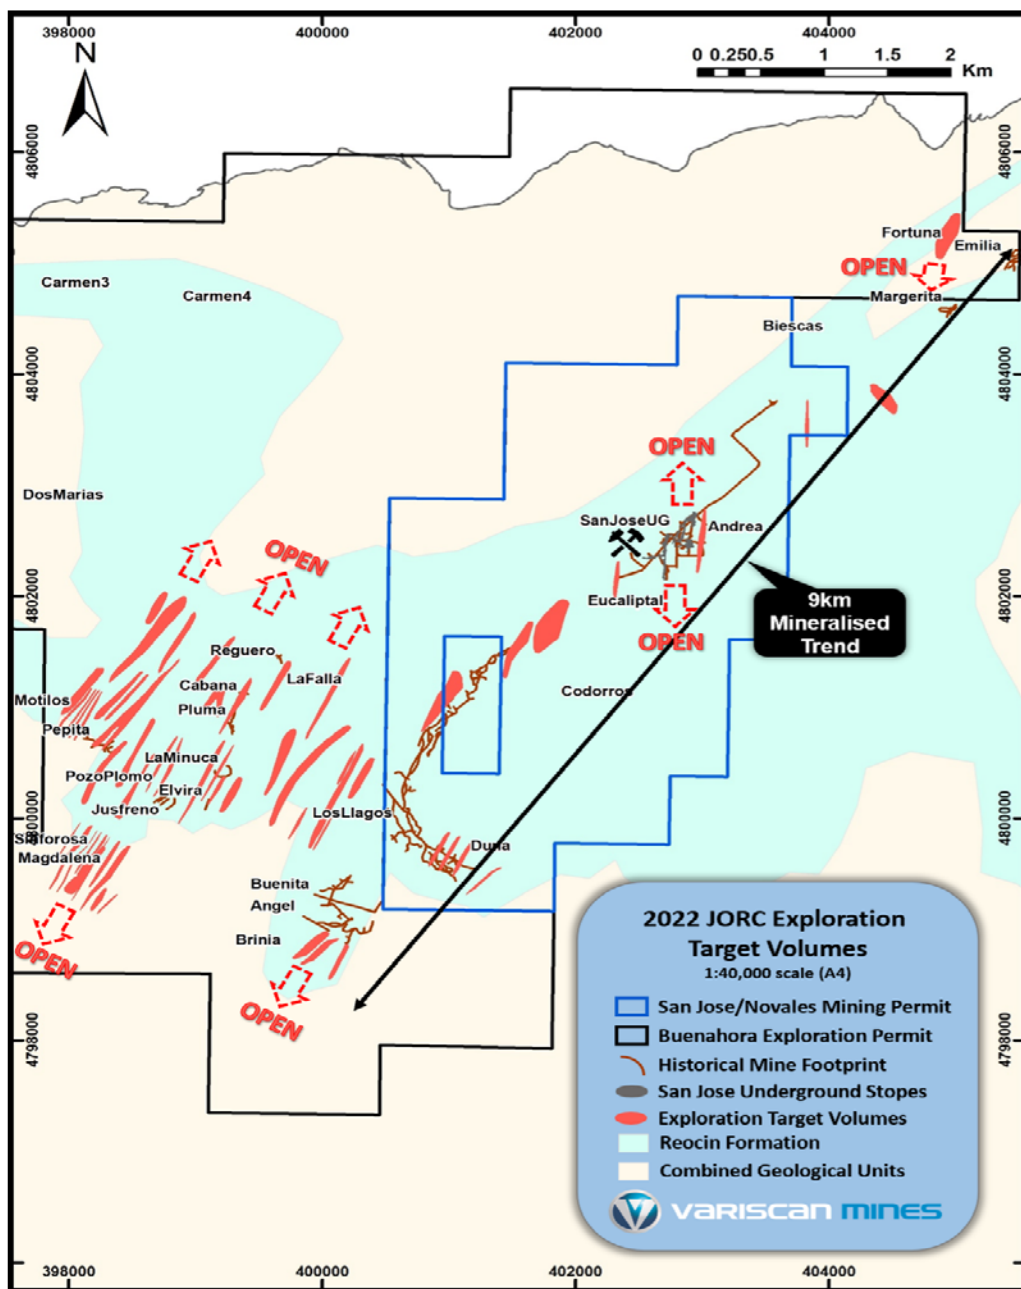 398000 400000 402000 404000
N
0 0.25 0.5 1 1.5 2
Km
4806000
4806000
Fortuna
Emilia
OPEN
Carmen3
Carmen4
Margerita
Biescas
4804000
4804000
OPEN
DosMarias
SanJoseUG
Andrea
OPEN
4802000
4802000
Eucaliptal
9km
Mineralised
Trend
OPEN
Reguero
LaFalla
Cabana
Codorros
Motilos
Pluma
Pepita
LaMinuca
PozoPlomo
Elvira
Jusfreno
LosLlagos
4800000
4800000
Duña
Magdalena
Buenita
Angel
Brinia
OPEN
OPEN
4798000
4798000
2022 JORC Exploration
Target Volumes
1:40,000 scale (A4)
San Jose/Novales Mining Permit
Buenahora Exploration Permit
Historical Mine Footprint
San Jose Underground Stopes
Exploration Target Volumes
Reocin Formation
Combined Geological Units
VARISCAN MINES
398000 400000 402000 404000